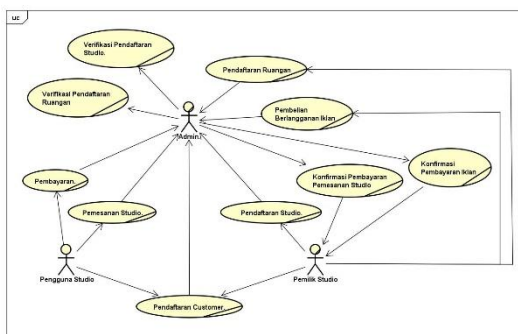 uc
Verifikasi Pendaftaran
Studio.
Pendaftaran Ruangan
Verifikasi Pendaftaran
Ruangan
Pembelian
Berlangganan Iklan
Admin
Konfirmasi
Pembayaran Iklan
Konfirmasi Pembayaran
Pemesanan Studio
Pembayaran.
Pemesanan Studio.
Pendaftaran Studio.
Pengguna Studio
Pemilik Studio
Pendaftaran Customer